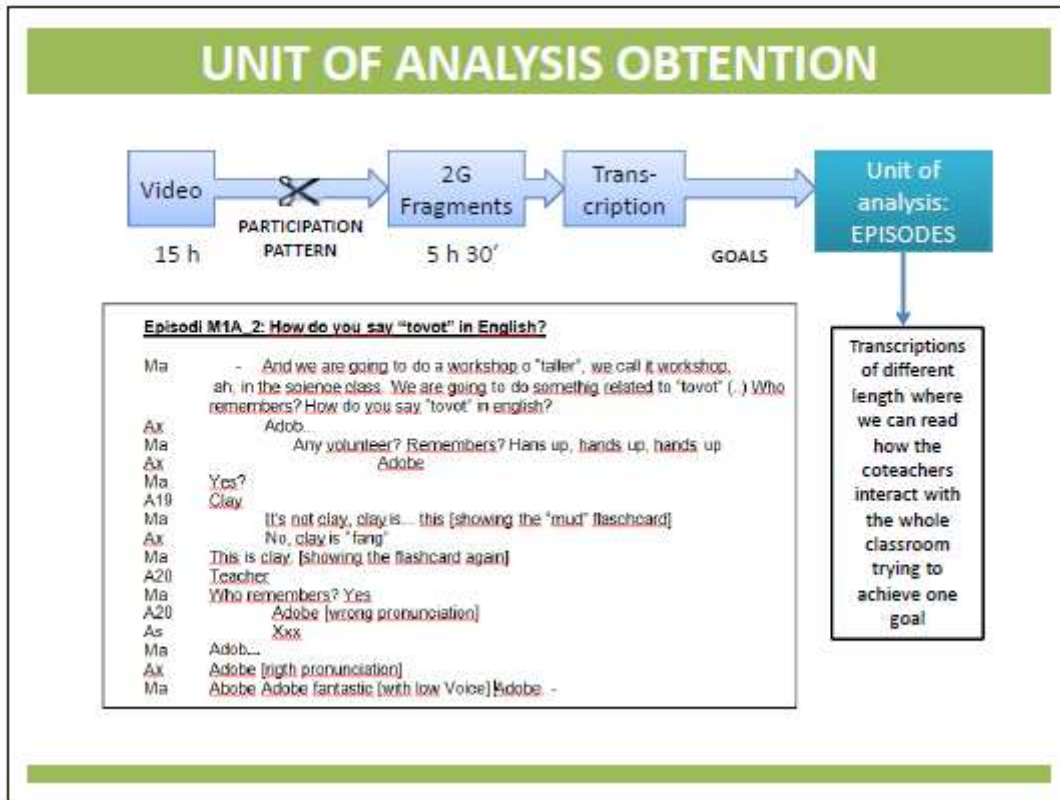 UNIT OF ANALYSIS OBTENTION
Video
2G
Fragments
Trans-
cription
Unit of
analysis:
EPISODES
PARTICIPATION
PATTERN
15 h
5 h 30’
GOALS
Episodi M1A_2: How do you say “tovot” in English?
Ma - And we are going to do a workshop o “taller”, we call it workshop,
ah, in the science class. We are going to do somethig related to “tovot” (..) Who
remembers? How do you say “tovot” in english?
Ax Adob...
Ma Any volunteer? Remembers? Hans up, hands up, hands up
Ax Adobe
Ma Yes?
A19 Clay
Ma It's not clay, clay is... this [showing the “mud” flaschcard]
Ax No, clay is “fang”
Ma This is clay. [showing the flashcard again]
A20 Teacher
Ma Who remembers? Yes
A20 Adobe [wrong pronunciation]
As Xxx
Ma Adob...
Ax Adobe [rigth pronunciation]
Ma Abobe Adobe fantastic [with low Voice] Adobe. -
Transcriptions
of different
length where
we can read
how the
coteachers
interact with
the whole
classroom
trying to
achieve one
goal